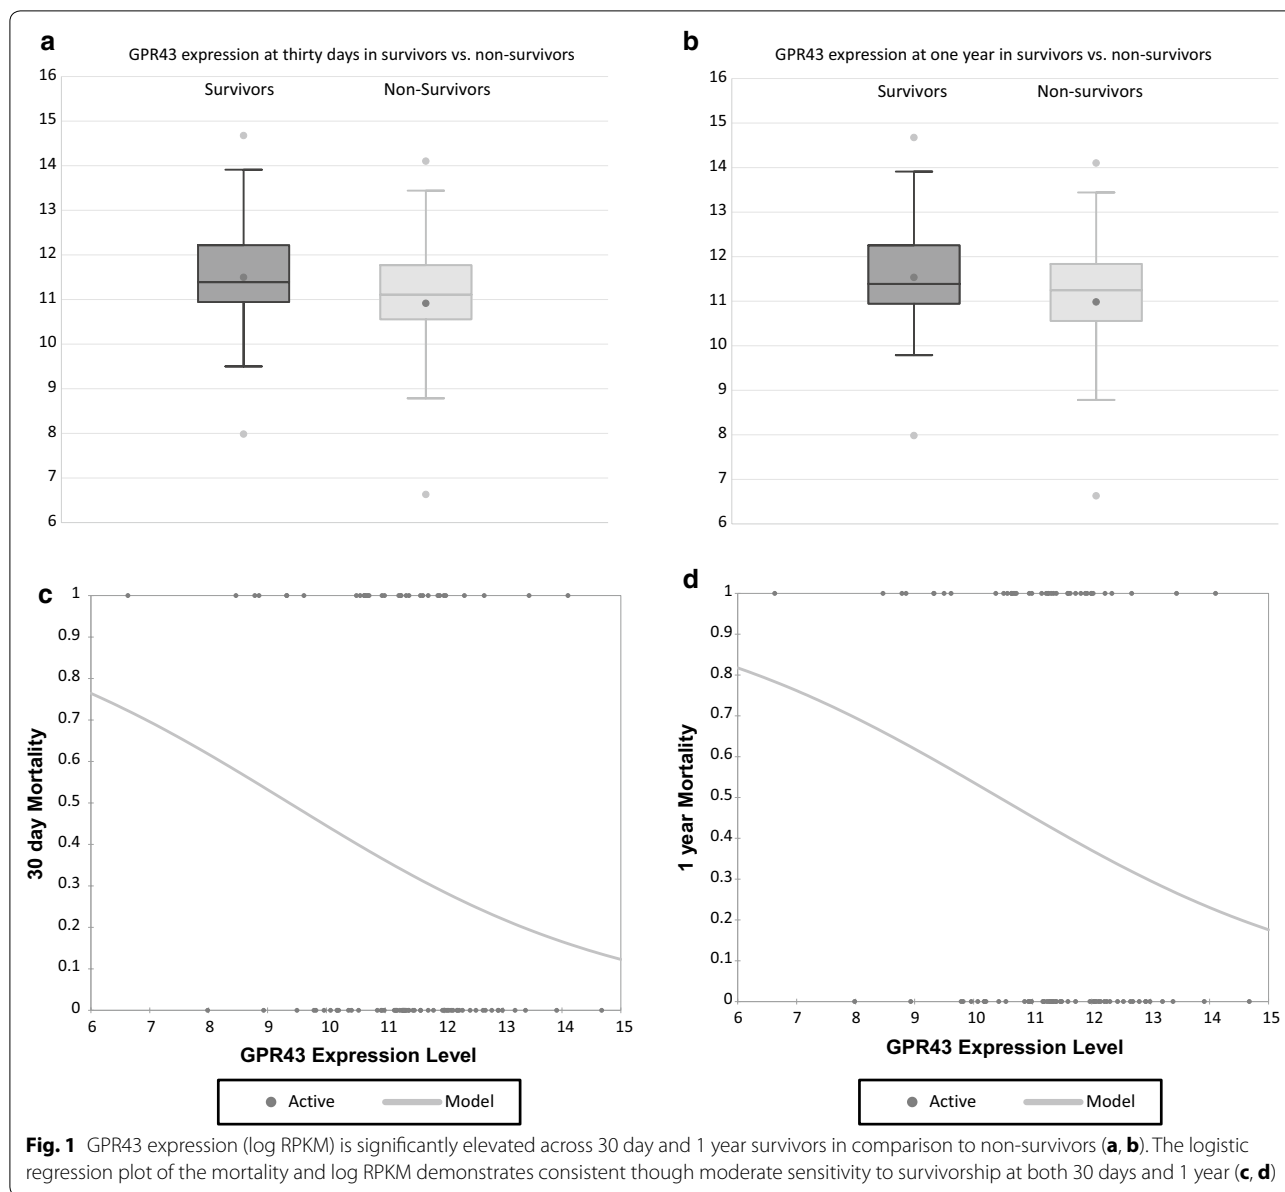 a
GPR43 expression at thirty days in survivors vs. non-survivors
16
Survivors
Non-Survivors
15
14
13
12
11
10
9
8
7
6
b
GPR43 expression at one year in survivors vs. non-survivors
16
Survivors
Non-survivors
15
14
13
12
11
10
9
8
7
6
c
1
0.9
0.8
0.7
0.6
0.5
0.4
0.3
0.2
0.1
0
30 day Mortality
6 7 8 9 10 11 12 13 14 15
GPR43 Expression Level
Active Model
d
1
0.9
0.8
0.7
0.6
0.5
0.4
0.3
0.2
0.1
0
1 year Mortality
6 7 8 9 10 11 12 13 14 15
GPR43 Expression Level
Active Model
Fig. 1 GPR43 expression (log RPKM) is significantly elevated across 30 day and 1 year survivors in comparison to non-survivors (a, b). The logistic
regression plot of the mortality and log RPKM demonstrates consistent though moderate sensitivity to survivorship at both 30 days and 1 year (c, d)